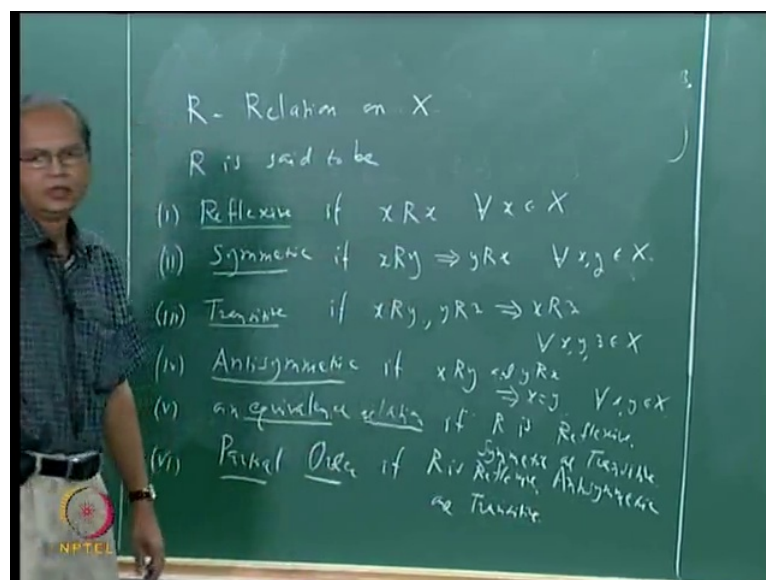 R - Relation on X
R is said to be
(i) Reflexive if xRx ∀ x ∈ X
(ii) Symmetric if xRy ⇒ yRx ∀ x,y ∈ X.
(iii) Transitive if xRy, yRz ⇒ xRz
∀ x,y,z ∈ X
(iv) Antisymmetric if xRy and yRx
⇒ x=y ∀ x,y ∈ X.
(v) an equivalence relation if R is Reflexive,
Symmetric and Transitive
(vi) Partial Order if R is Reflexive, Antisymmetric
and Transitive.
NPTEL